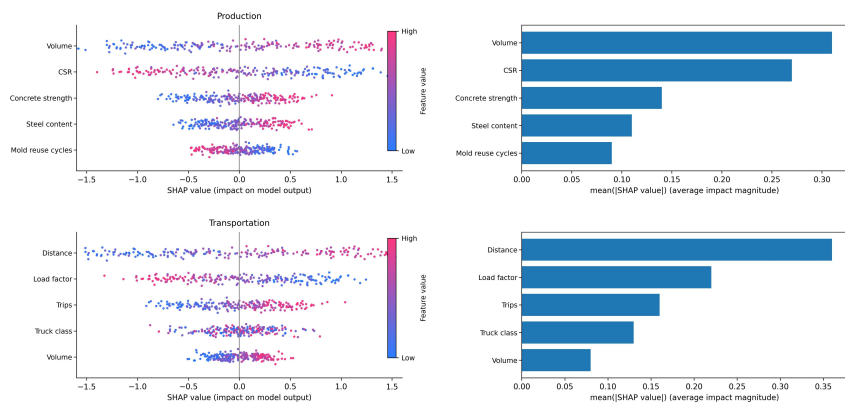 Production
Volume
CSR
Concrete strength
Steel content
Mold reuse cycles
−1.5 −1.0 −0.5 0.0 0.5 1.0 1.5
SHAP value (impact on model output)
High
Feature value
Low
Volume
CSR
Concrete strength
Steel content
Mold reuse cycles
0.00 0.05 0.10 0.15 0.20 0.25 0.30
mean(|SHAP value|) (average impact magnitude)
Transportation
Distance
Load factor
Trips
Truck class
Volume
−1.5 −1.0 −0.5 0.0 0.5 1.0 1.5
SHAP value (impact on model output)
High
Feature value
Low
Distance
Load factor
Trips
Truck class
Volume
0.00 0.05 0.10 0.15 0.20 0.25 0.30 0.35
mean(|SHAP value|) (average impact magnitude)